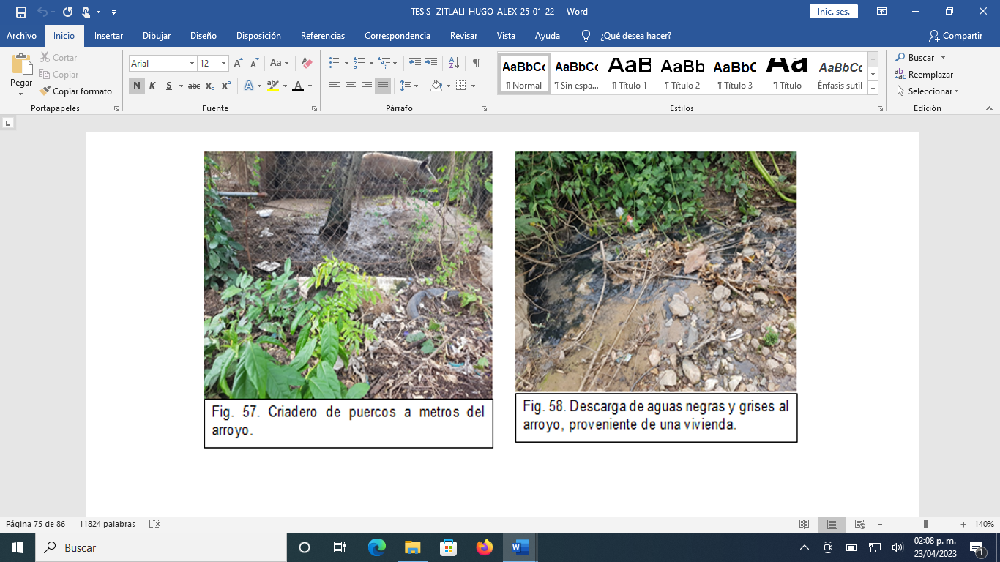 TESIS- ZITLALI-HUGO-ALEX-25-01-22 - Word
Inic. ses.
Archivo Inicio Insertar Dibujar Diseño Disposición Referencias Correspondencia Revisar Vista Ayuda ¿Qué desea hacer? Compartir
Pegar
Cortar
Copiar
Copiar formato
Portapapeles
Arial 12
Aa
N K S abc x₂ x²
Fuente
Párrafo
AaBbCc AaBbCc AaB AaBb AaBbC Aa AaBbCc
¶ Normal ¶ Sin espa... ¶ Título 1 ¶ Título 2 ¶ Título 3 ¶ Título Énfasis sutil
Estilos
Buscar
Reemplazar
Seleccionar
Edición
Fig. 57. Criadero de puercos a metros del
arroyo.
Fig. 58. Descarga de aguas negras y grises al
arroyo, proveniente de una vivienda.
Página 75 de 86 11824 palabras 140%
Buscar
02:08 p. m.
23/04/2023
1